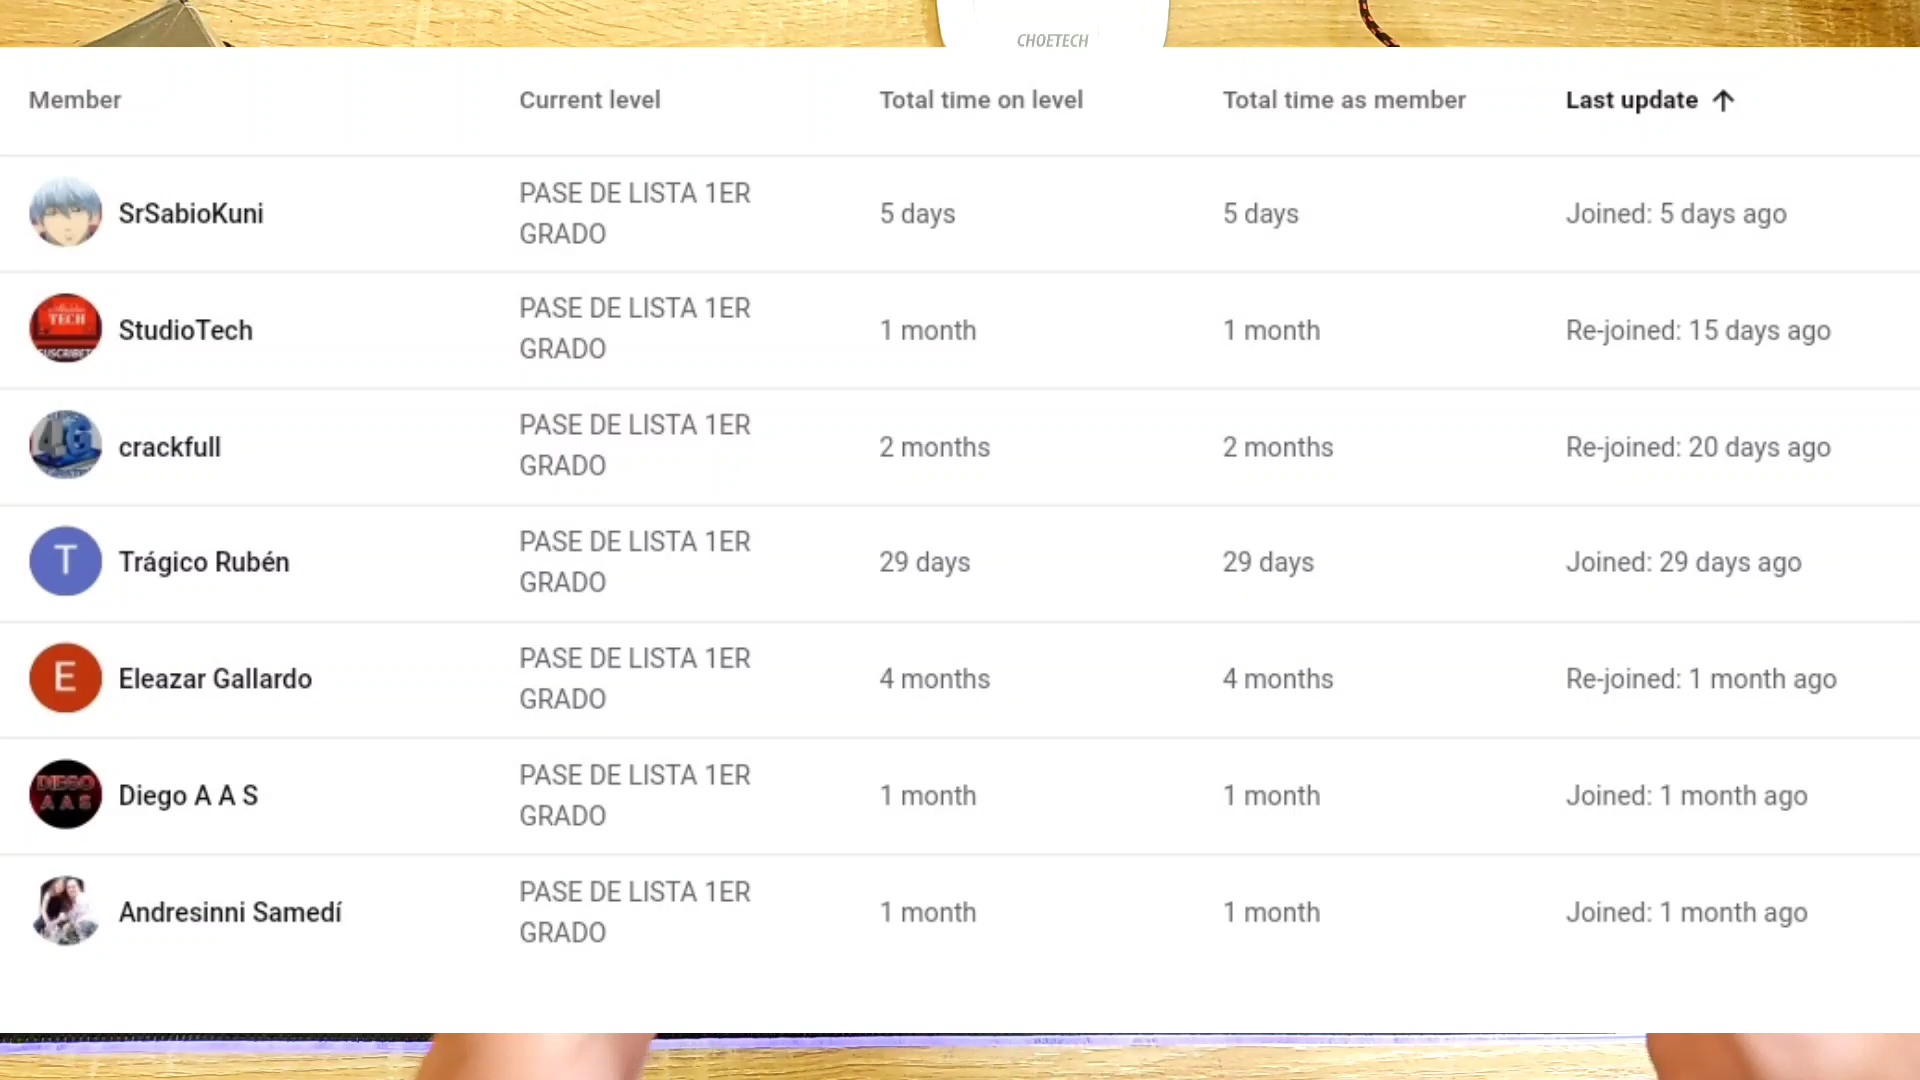 CHOETECH
Member Current level Total time on level Total time as member Last update ↑
SrSabioKuni PASE DE LISTA 1ER GRADO 5 days 5 days Joined: 5 days ago
TECH
SUSCRIBETE
StudioTech PASE DE LISTA 1ER GRADO 1 month 1 month Re-joined: 15 days ago
4G
crackfull PASE DE LISTA 1ER GRADO 2 months 2 months Re-joined: 20 days ago
T
Trágico Rubén PASE DE LISTA 1ER GRADO 29 days 29 days Joined: 29 days ago
E
Eleazar Gallardo PASE DE LISTA 1ER GRADO 4 months 4 months Re-joined: 1 month ago
DIEGO
A A S
Diego A A S PASE DE LISTA 1ER GRADO 1 month 1 month Joined: 1 month ago
Andresinni Samedí PASE DE LISTA 1ER GRADO 1 month 1 month Joined: 1 month ago